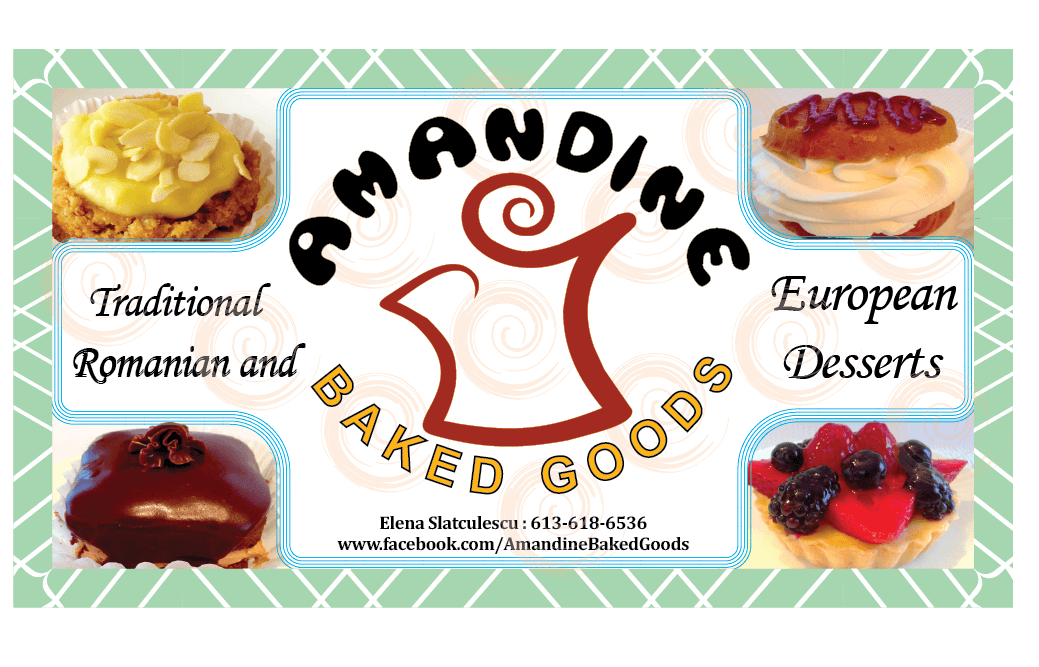 AMANDINE
Traditional
Romanian and
European
Desserts
BAKED GOODS
Elena Slatculescu : 613-618-6536
www.facebook.com/AmandineBakedGoods